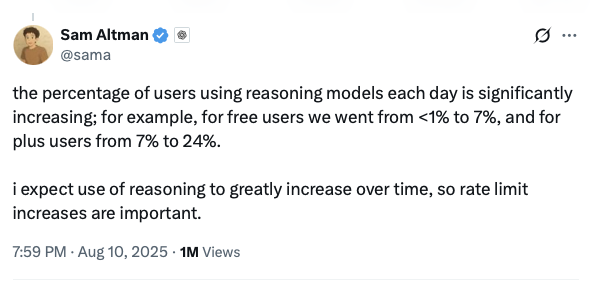 Sam Altman
@sama
the percentage of users using reasoning models each day is significantly
increasing; for example, for free users we went from <1% to 7%, and for
plus users from 7% to 24%.
i expect use of reasoning to greatly increase over time, so rate limit
increases are important.
7:59 PM · Aug 10, 2025 · 1M Views